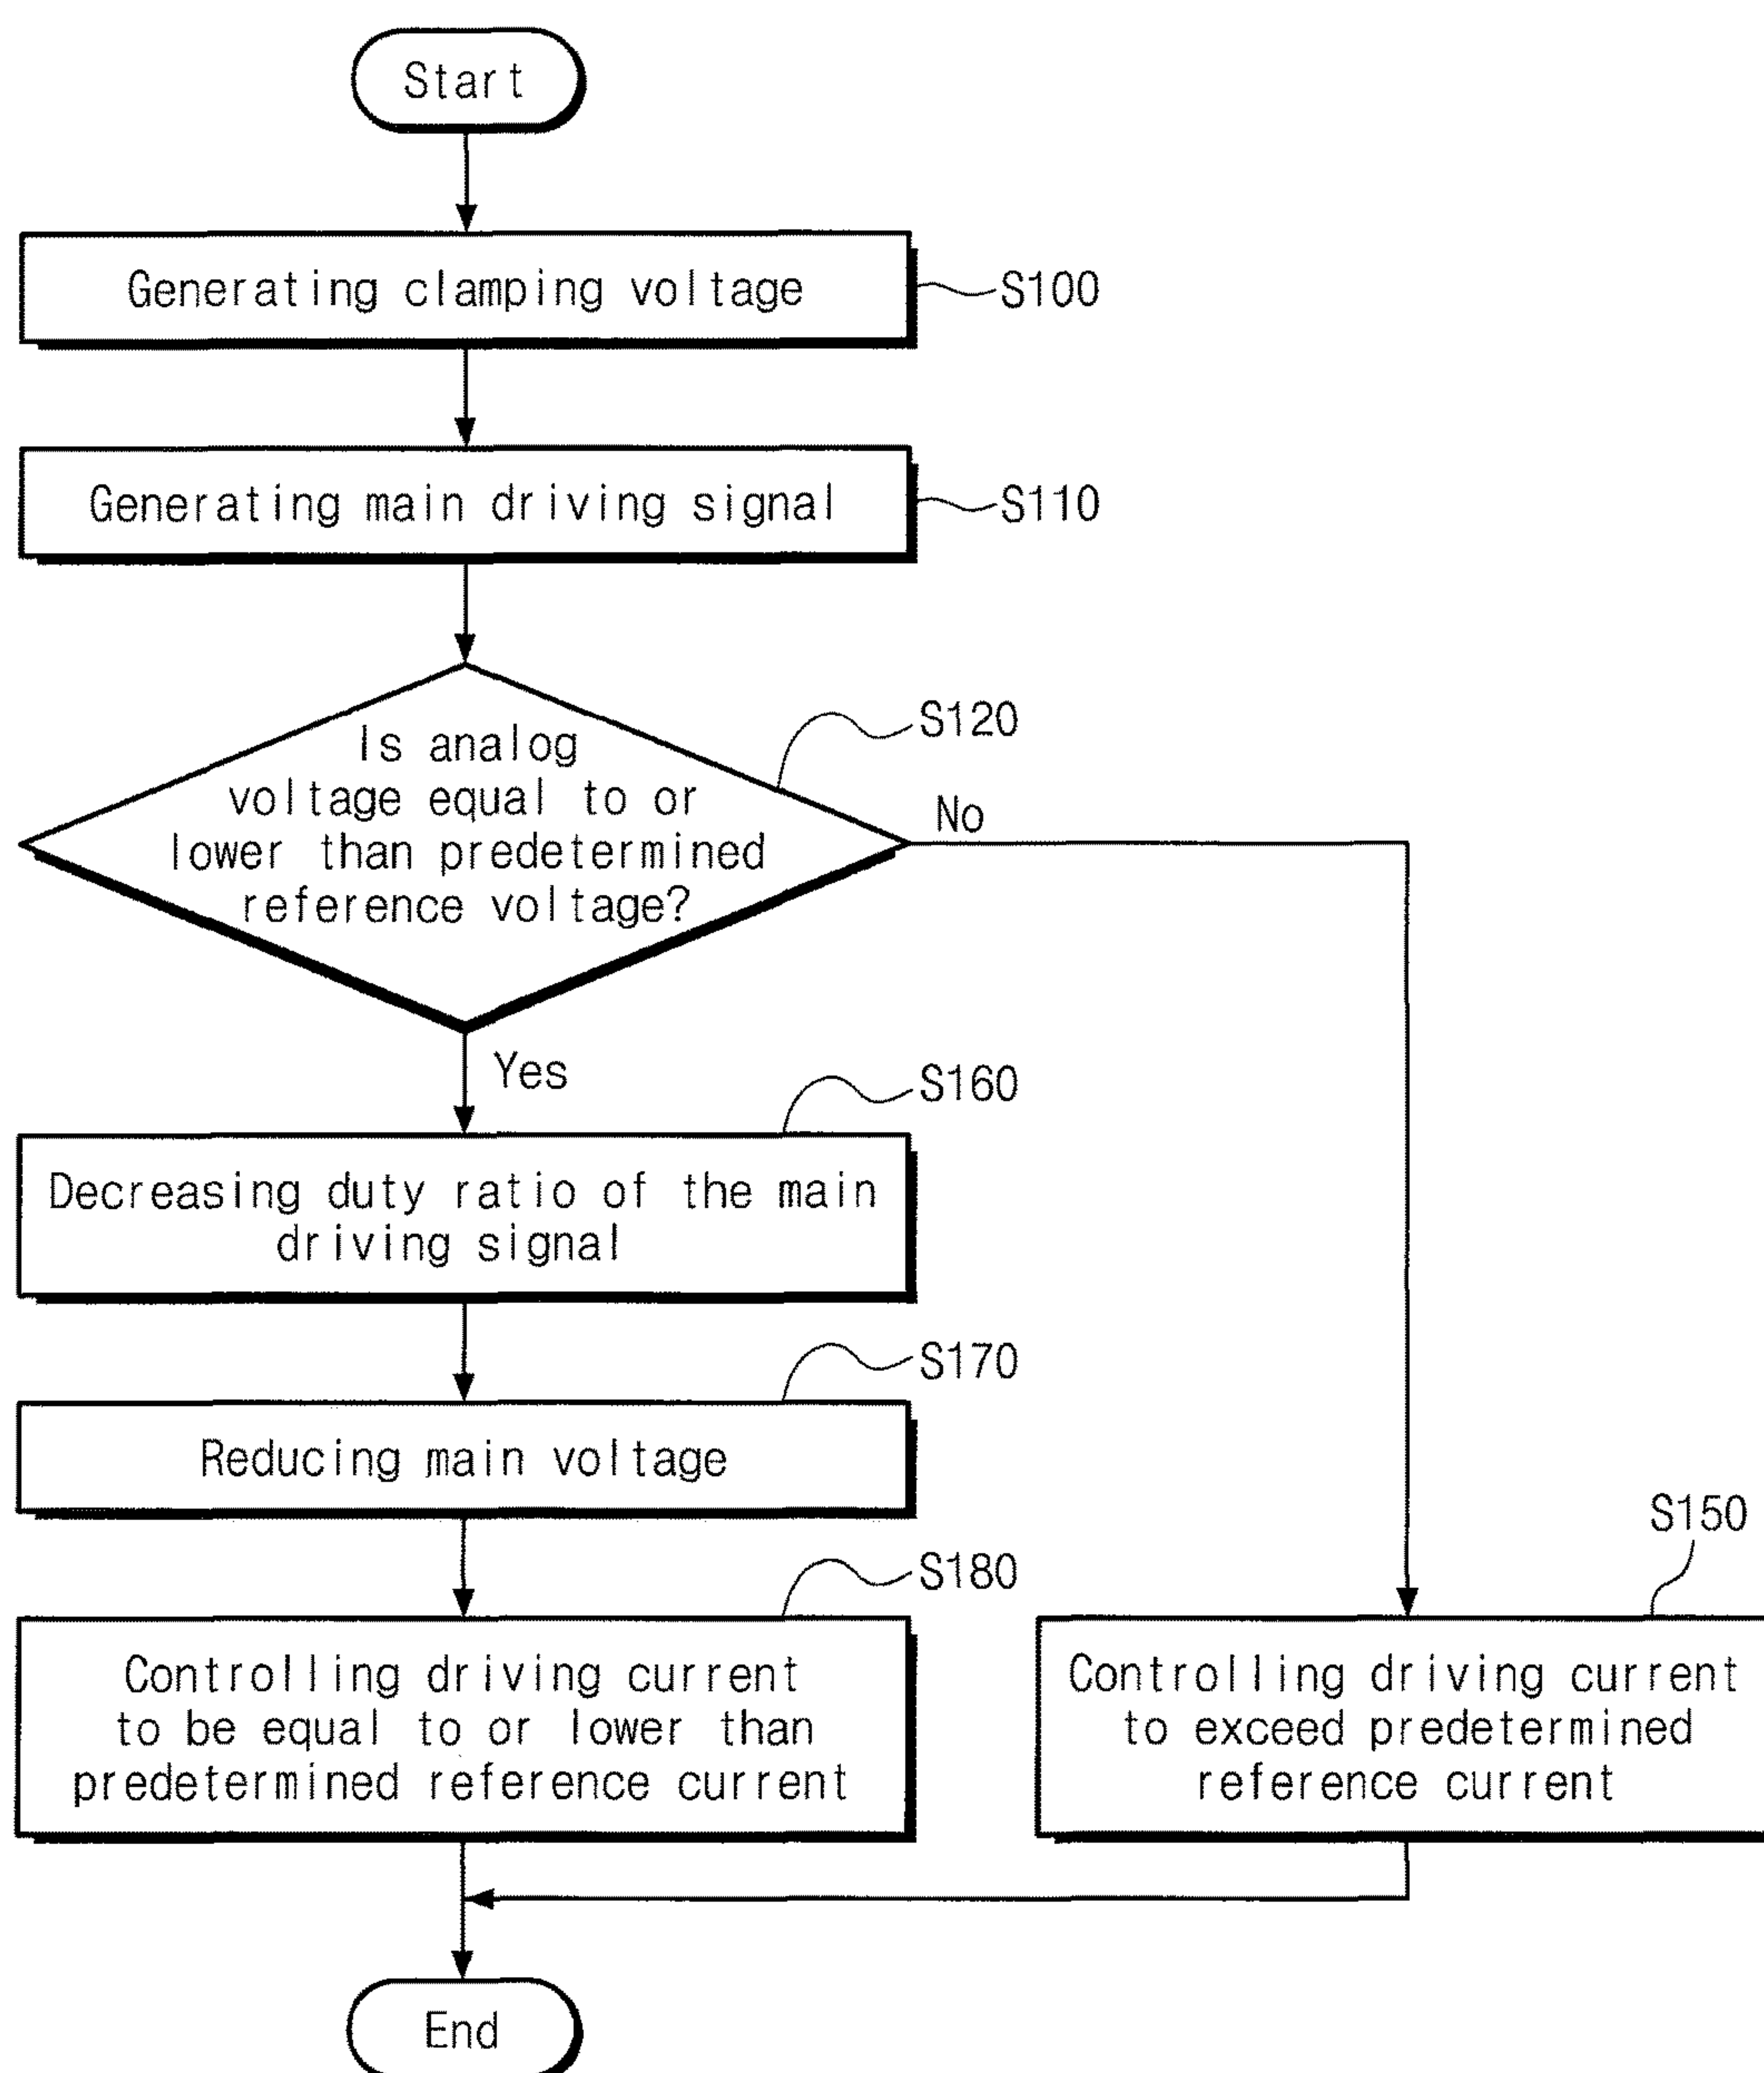 Start
Generating clamping voltage
S100
Generating main driving signal
S110
S120
Is analog
voltage equal to or
lower than predetermined
reference voltage?
No
Yes
S160
Decreasing duty ratio of the main
driving signal
S170
Reducing main voltage
S180
Controlling driving current
to be equal to or lower than
predetermined reference current
S150
Controlling driving current
to exceed predetermined
reference current
End